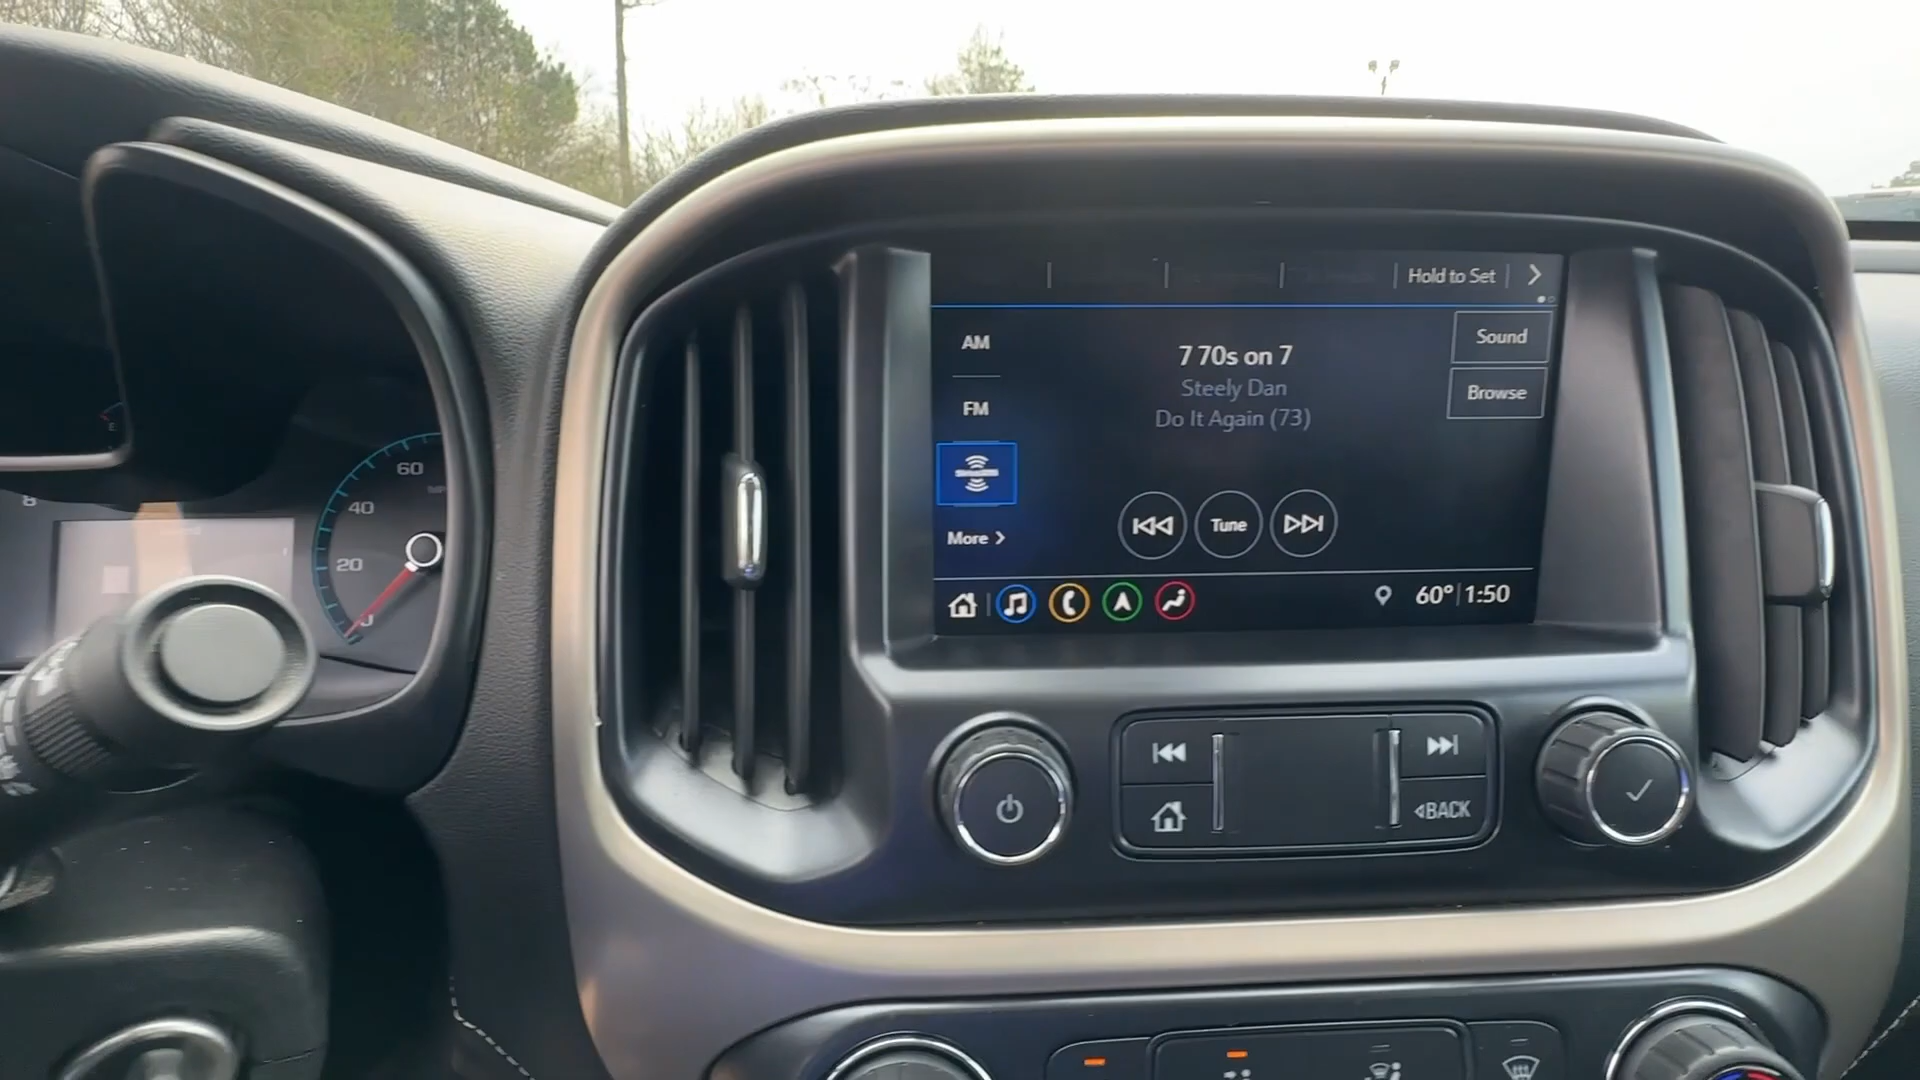 Hold to Set
AM
7 70s on 7
Sound
Steely Dan
Browse
FM
Do It Again (73)
Tune
More
60° 1:50
60
40
20
8
E
BACK